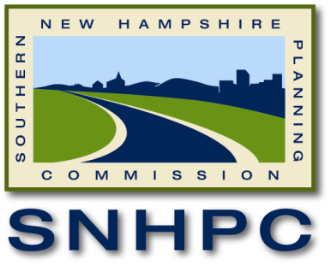 SOUTHERN
NEW HAMPSHIRE
PLANNING
COMMISSION
SNHPC